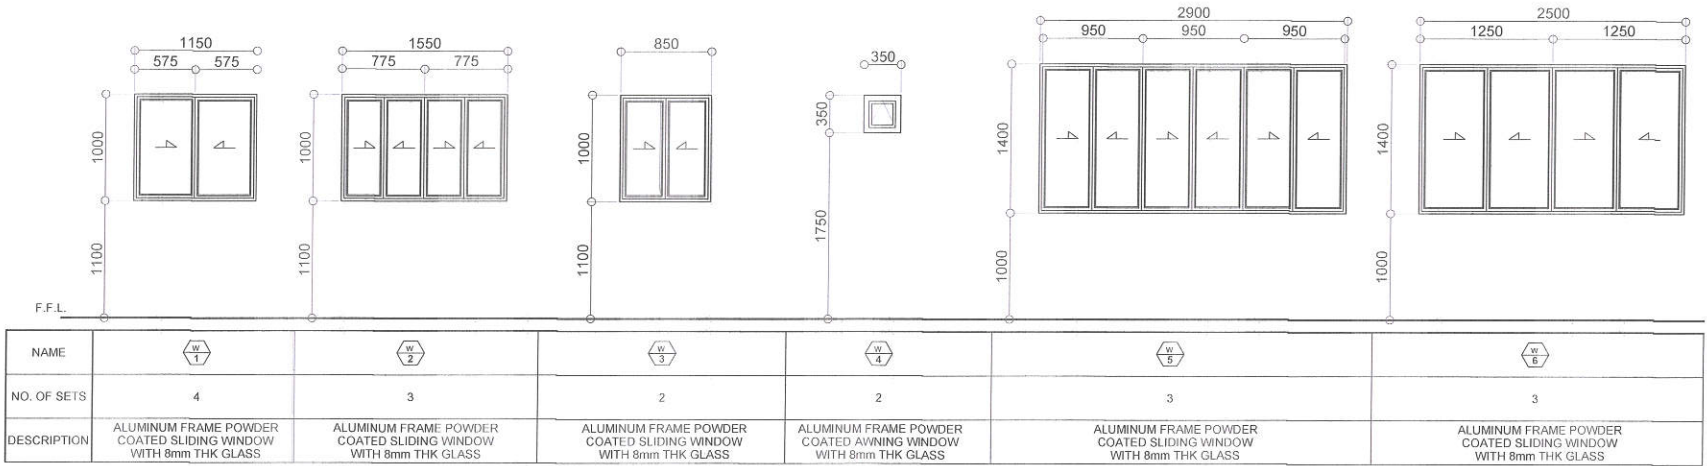 2900
2500
1150
1550
850
350
950 950 950
1250 1250
575 575
775 775
1000
1000
1000
350
1400
1400
1100
1100
1100
1750
1000
1000
F.F.L.
NAME
W
1
W
2
W
3
W
4
W
5
W
6
NO. OF SETS 4 3 2 2 3 3
DESCRIPTION
ALUMINUM FRAME POWDER
COATED SLIDING WINDOW
WITH 8mm THK GLASS
ALUMINUM FRAME POWDER
COATED SLIDING WINDOW
WITH 8mm THK GLASS
ALUMINUM FRAME POWDER
COATED SLIDING WINDOW
WITH 8mm THK GLASS
ALUMINUM FRAME POWDER
COATED AWNING WINDOW
WITH 8mm THK GLASS
ALUMINUM FRAME POWDER
COATED SLIDING WINDOW
WITH 8mm THK GLASS
ALUMINUM FRAME POWDER
COATED SLIDING WINDOW
WITH 8mm THK GLASS